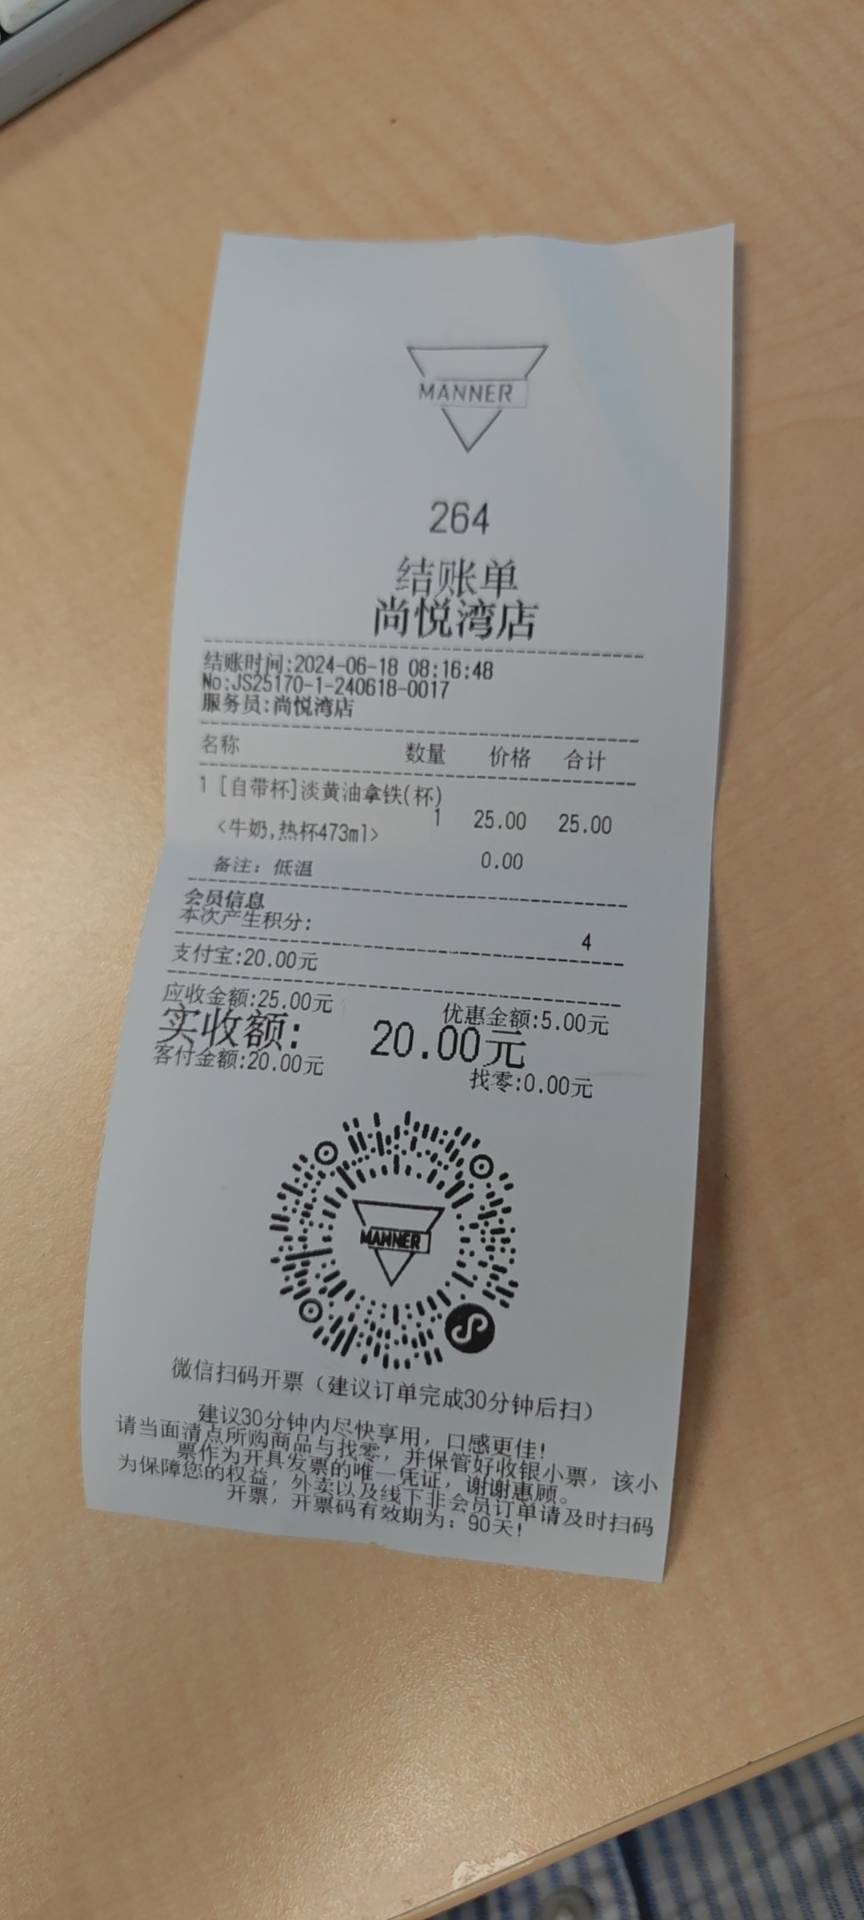 MANNER
264
结账单
尚悦湾店
结账时间:2024-06-18 08:16:48
No:JS25170-1-240618-0017
服务员:尚悦湾店
名称 数量 价格 合计
1 [自带杯]淡黄油拿铁(杯)
1 25.00 25.00
<牛奶,热杯473ml>
0.00
备注: 低温
会员信息
本次产生积分: 4
支付宝:20.00元
应收金额:25.00元 优惠金额:5.00元
实收额: 20.00元
客付金额:20.00元 找零:0.00元
MANNER
微信扫码开票（建议订单完成30分钟后扫）
建议30分钟内尽快享用，口感更佳!
请当面清点所购商品与找零，并保管好收银小票，该小
票作为开具发票的唯一凭证，谢谢惠顾。
为保障您的权益，外卖以及线下非会员订单请及时扫码
开票，开票码有效期为: 90天!